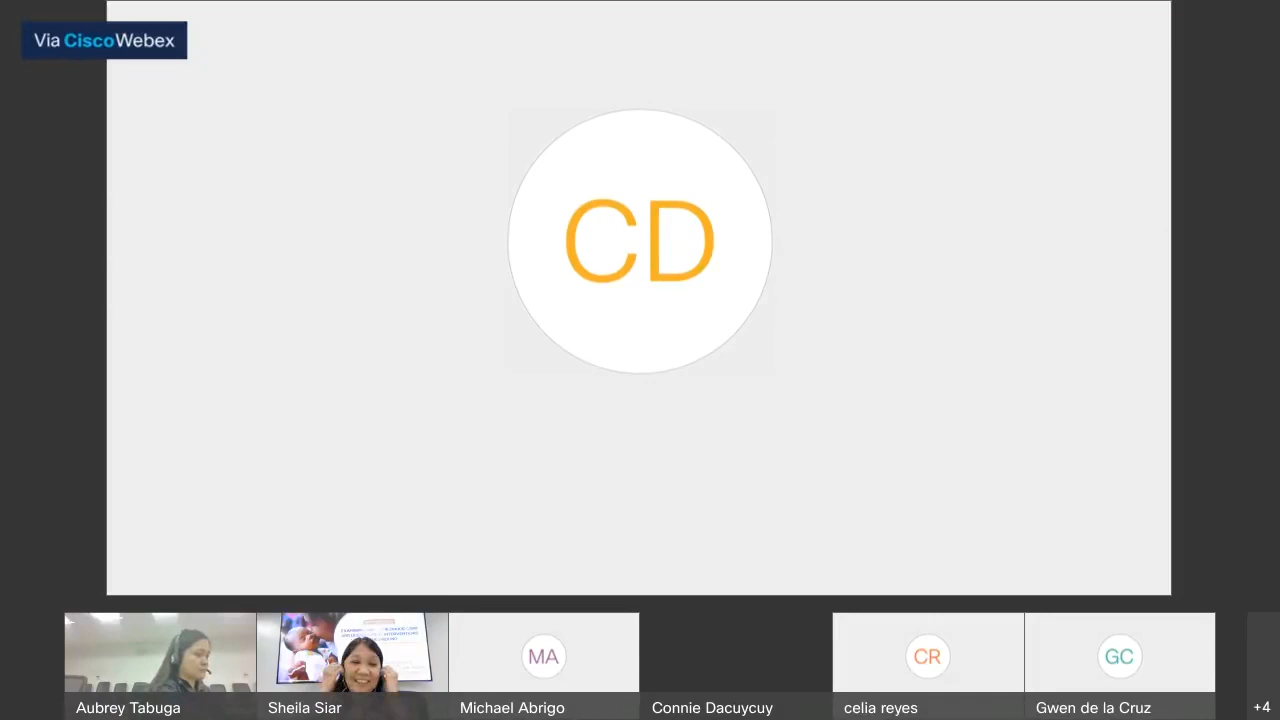 Via CiscoWebex
CD
MA
CR
GC
Aubrey Tabuga
Sheila Siar
Michael Abrigo
Connie Dacuycuy
celia reyes
Gwen de la Cruz
+4